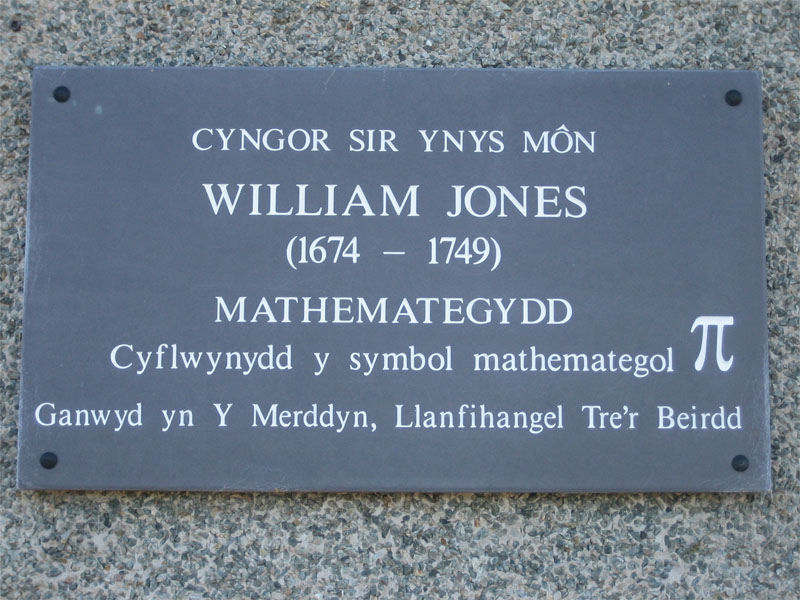 CYNGOR SIR YNYS MÔN
WILLIAM JONES
(1674 – 1749)
MATHEMATEGYDD
Cyflwynydd y symbol mathemategol π
Ganwyd yn Y Merddyn, Llanfihangel Tre'r Beirdd